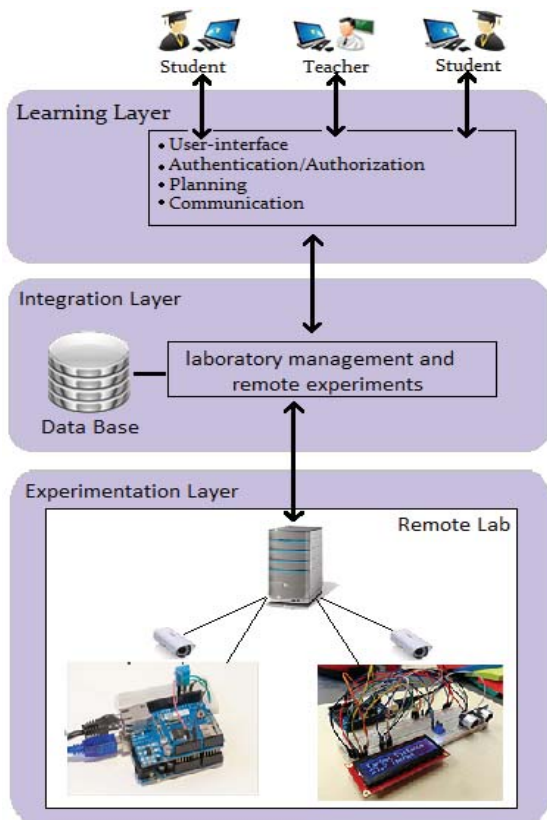 Student
Teacher
Student
Learning Layer
• User-interface
• Authentication/Authorization
• Planning
• Communication
Integration Layer
laboratory management and
remote experiments
Data Base
Experimentation Layer
Remote Lab